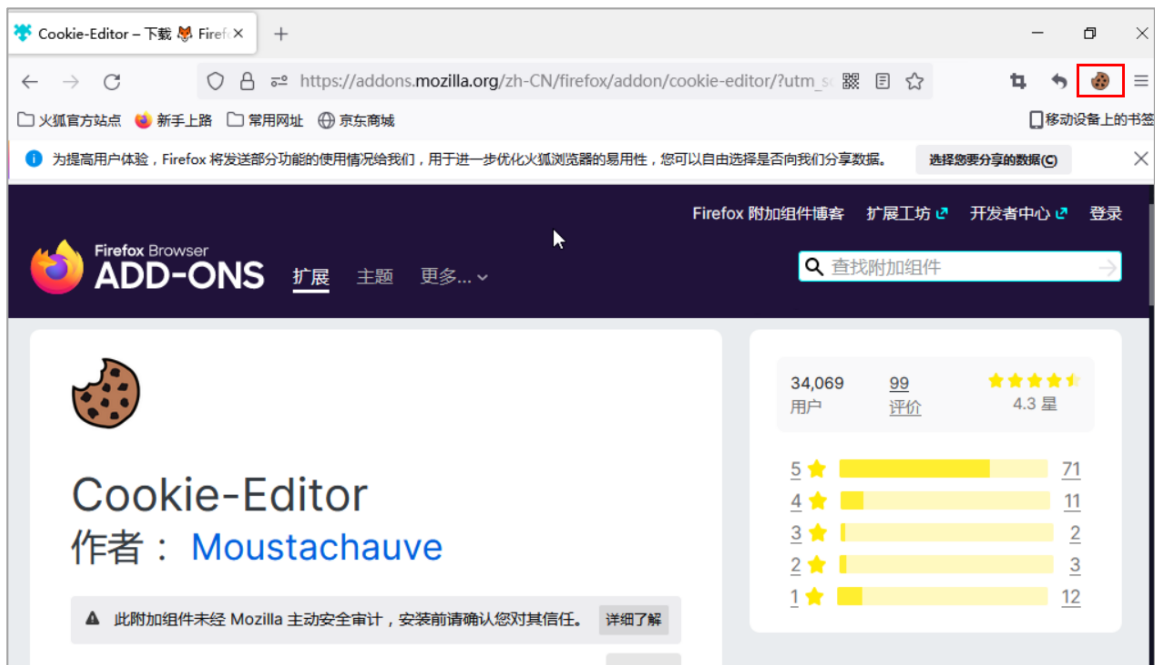 Cookie-Editor – 下载 🦊 Firef
https://addons.mozilla.org/zh-CN/firefox/addon/cookie-editor/?utm_s
火狐官方站点 新手上路 常用网址 京东商城 移动设备上的书签
为提高用户体验，Firefox 将发送部分功能的使用情况给我们，用于进一步优化火狐浏览器的易用性，您可以自由选择是否向我们分享数据。 选择您要分享的数据(C)
Firefox 附加组件博客 扩展工坊 开发者中心 登录
Firefox Browser
ADD-ONS 扩展 主题 更多...
查找附加组件
Cookie-Editor
作者： Moustachauve
此附加组件未经 Mozilla 主动安全审计，安装前请确认您对其信任。 详细了解
34,069 99
用户 评价 4.3 星
5 71
4 11
3 2
2 3
1 12